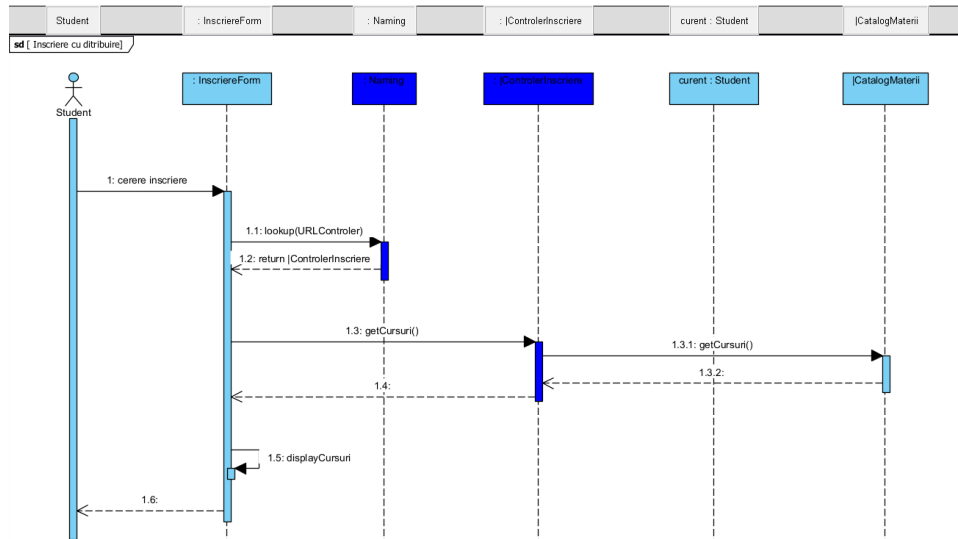 Student
: InscriereForm
: Naming
: |ControlerInscriere
curent : Student
|CatalogMaterii
sd [ Inscriere cu ditribuire]
: InscriereForm
: Naming
: |ControlerInscriere
curent : Student
|CatalogMaterii
Student
1: cerere inscriere
1.1: lookup(URLControler)
1.2: return |ControlerInscriere
1.3: getCursuri()
1.3.1: getCursuri()
1.3.2:
1.4:
1.5: displayCursuri
1.6: